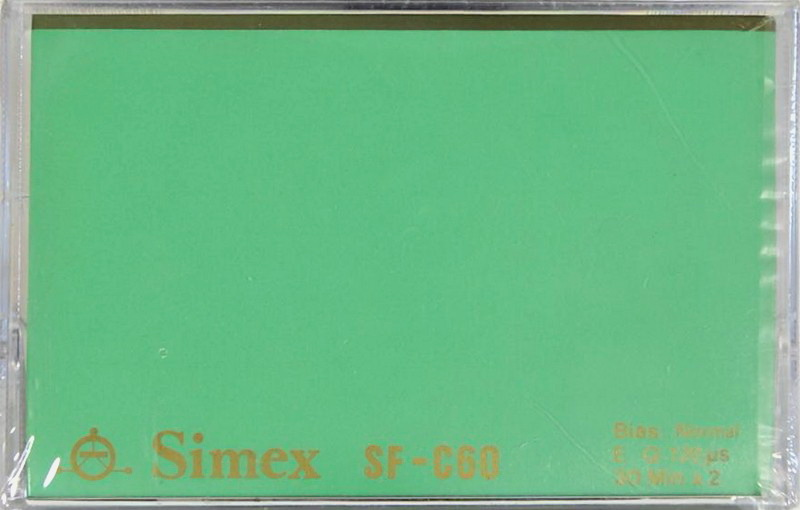 Simex SF-C60
Bias Normal
E Q 120 µs
30 Min x 2